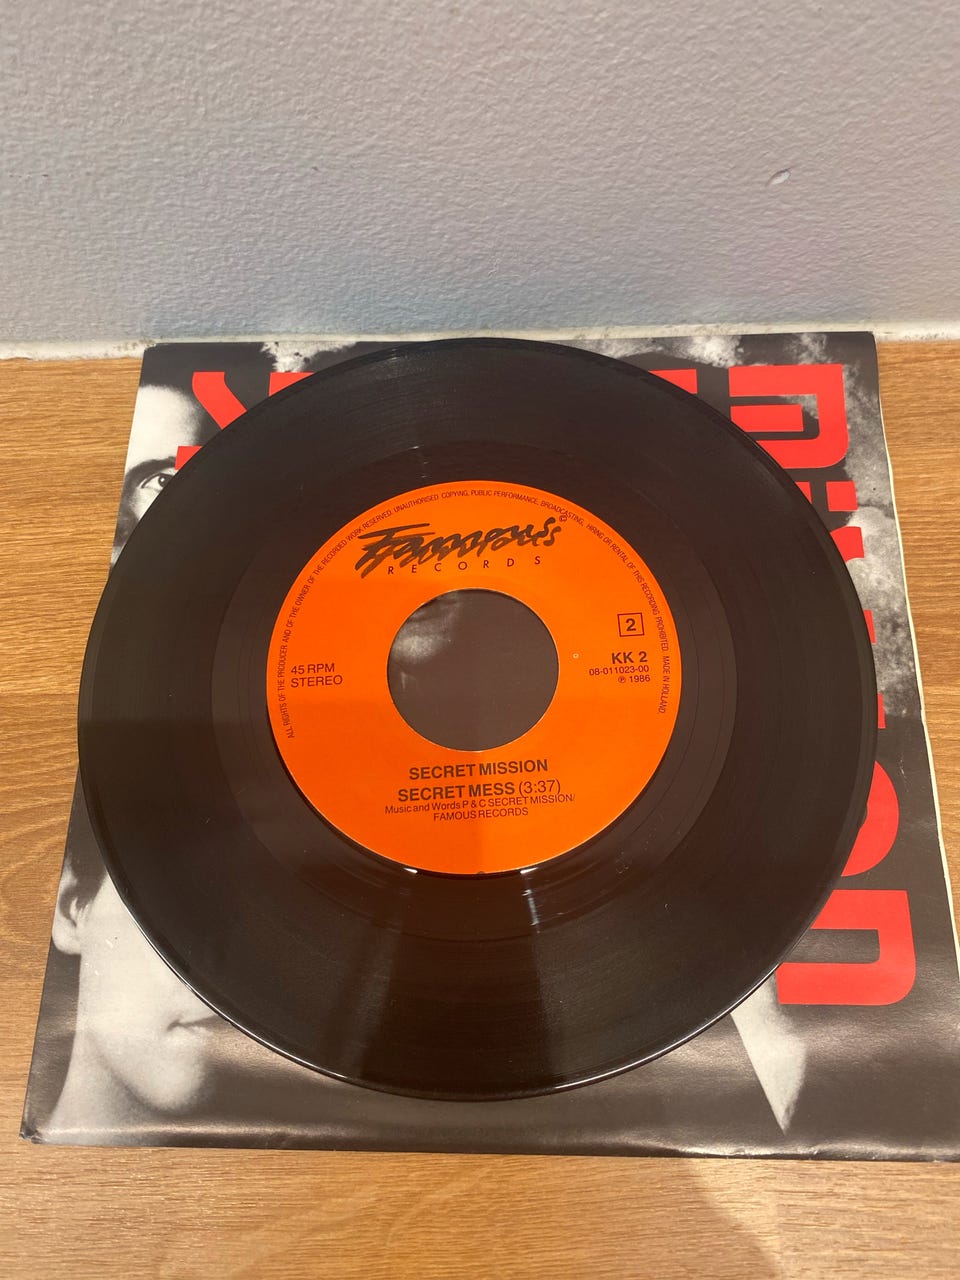 ALL RIGHTS OF THE PRODUCER AND OF THE OWNER OF THE RECORDED WORK RESERVED. UNAUTHORISED COPYING, PUBLIC PERFORMANCE, BROADCASTING, HIRING OR RENTAL OF THIS RECORDING PROHIBITED. MADE IN HOLLAND.
Famous ©
RECORDS
2
45 RPM
STEREO
KK 2
08-011023-00
℗ 1986
SECRET MISSION
SECRET MESS (3:37)
Music and Words P & C SECRET MISSION/
FAMOUS RECORDS